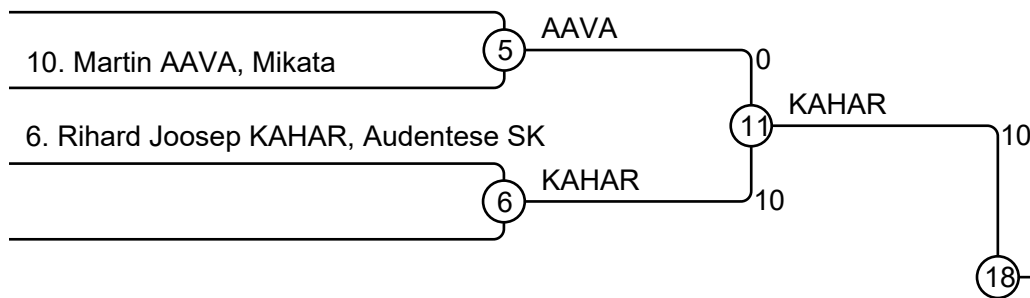 AAVA
5
10. Martin AAVA, Mikata
0
KAHAR
11
10
6. Rihard Joosep KAHAR, Audentese SK
KAHAR
6
10
18